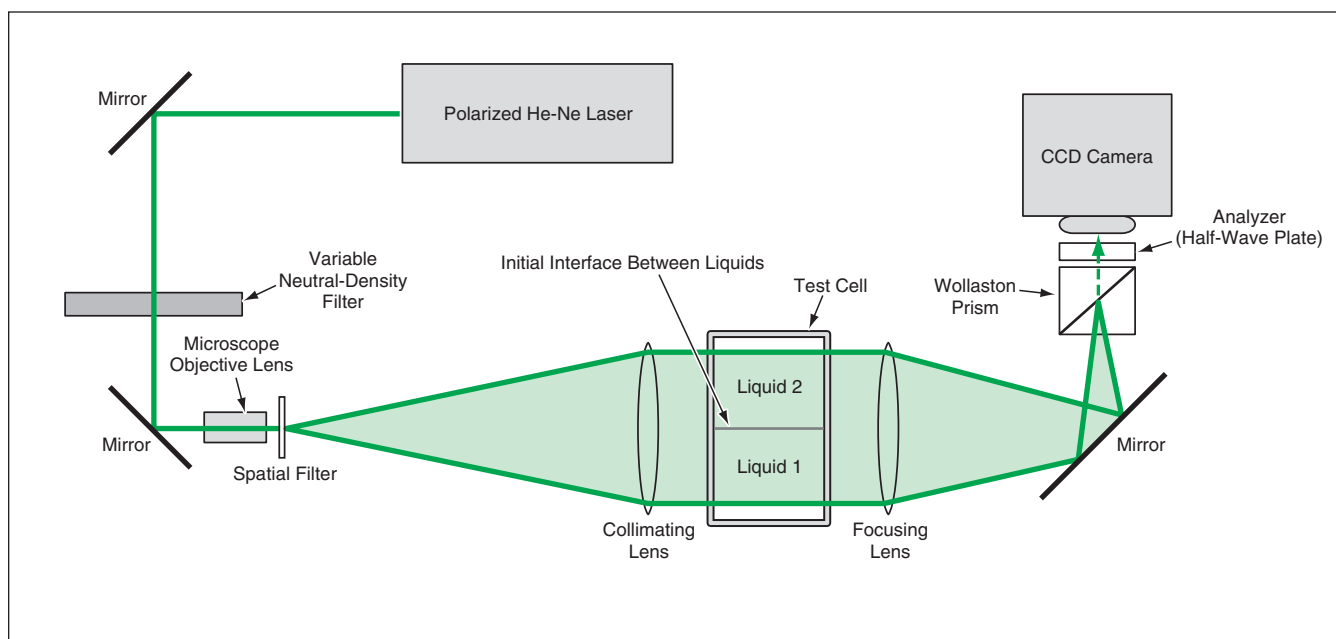 Mirror
Polarized He-Ne Laser
CCD Camera
Analyzer
(Half-Wave Plate)
Variable
Neutral-Density
Filter
Initial Interface Between Liquids
Test Cell
Wollaston
Prism
Microscope
Objective Lens
Liquid 2
Liquid 1
Mirror
Spatial Filter
Mirror
Collimating
Lens
Focusing
Lens